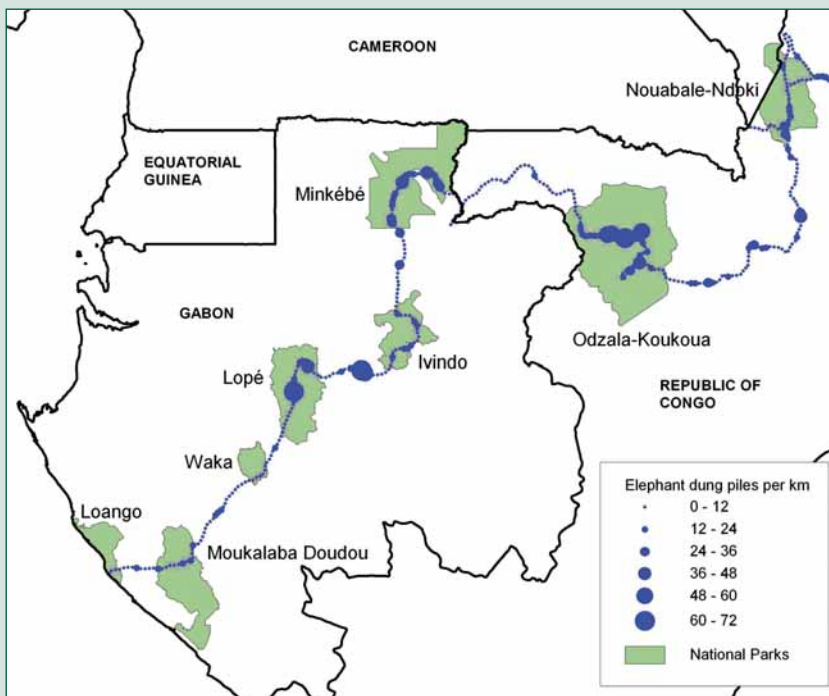 CAMEROON
Nouabale-Ndoki
EQUATORIAL
GUINEA
Minkébé
GABON
Odzala-Koukoua
Lopé
Ivindo
REPUBLIC OF
CONGO
Waka
Loango
Moukalaba Doudou
Elephant dung piles per km
0 - 12
12 - 24
24 - 36
36 - 48
48 - 60
60 - 72
National Parks